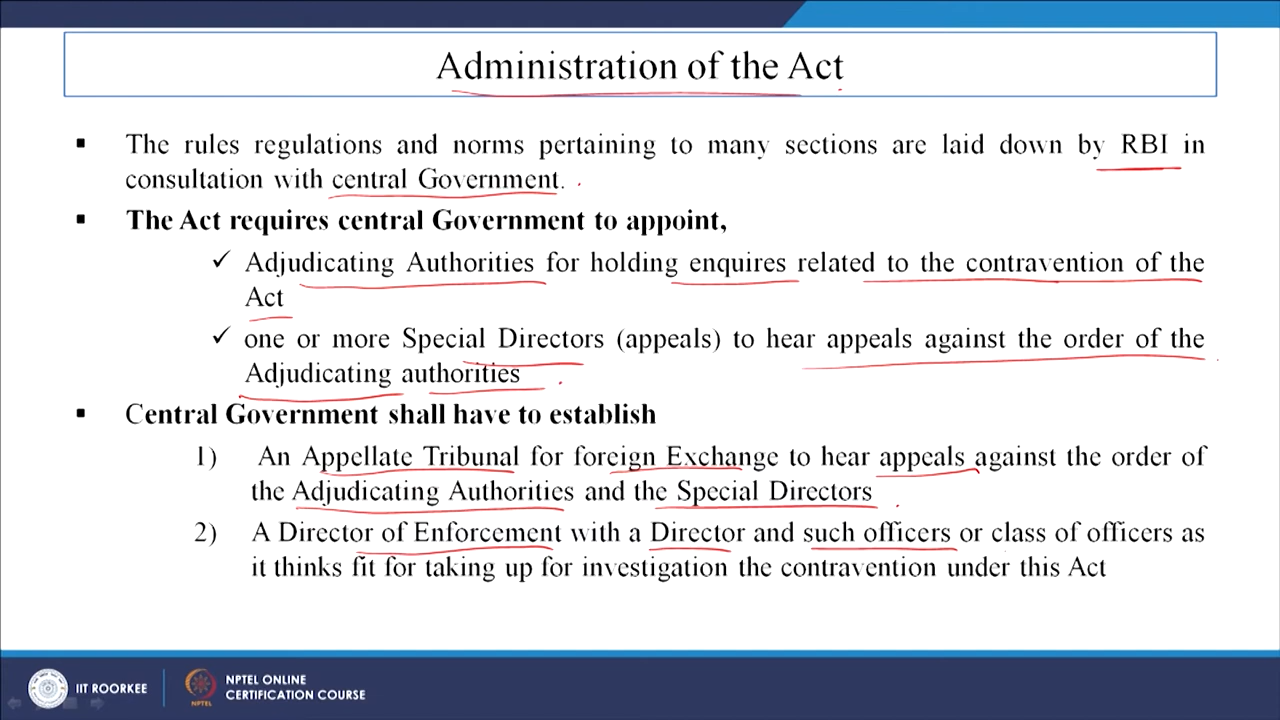 Administration of the Act
▪ The rules regulations and norms pertaining to many sections are laid down by RBI in
consultation with central Government.
▪ The Act requires central Government to appoint,
✓ Adjudicating Authorities for holding enquires related to the contravention of the
Act
✓ one or more Special Directors (appeals) to hear appeals against the order of the
Adjudicating authorities
▪ Central Government shall have to establish
1) An Appellate Tribunal for foreign Exchange to hear appeals against the order of
the Adjudicating Authorities and the Special Directors
2) A Director of Enforcement with a Director and such officers or class of officers as
it thinks fit for taking up for investigation the contravention under this Act
IIT ROORKEE
NPTEL
NPTEL ONLINE
CERTIFICATION COURSE